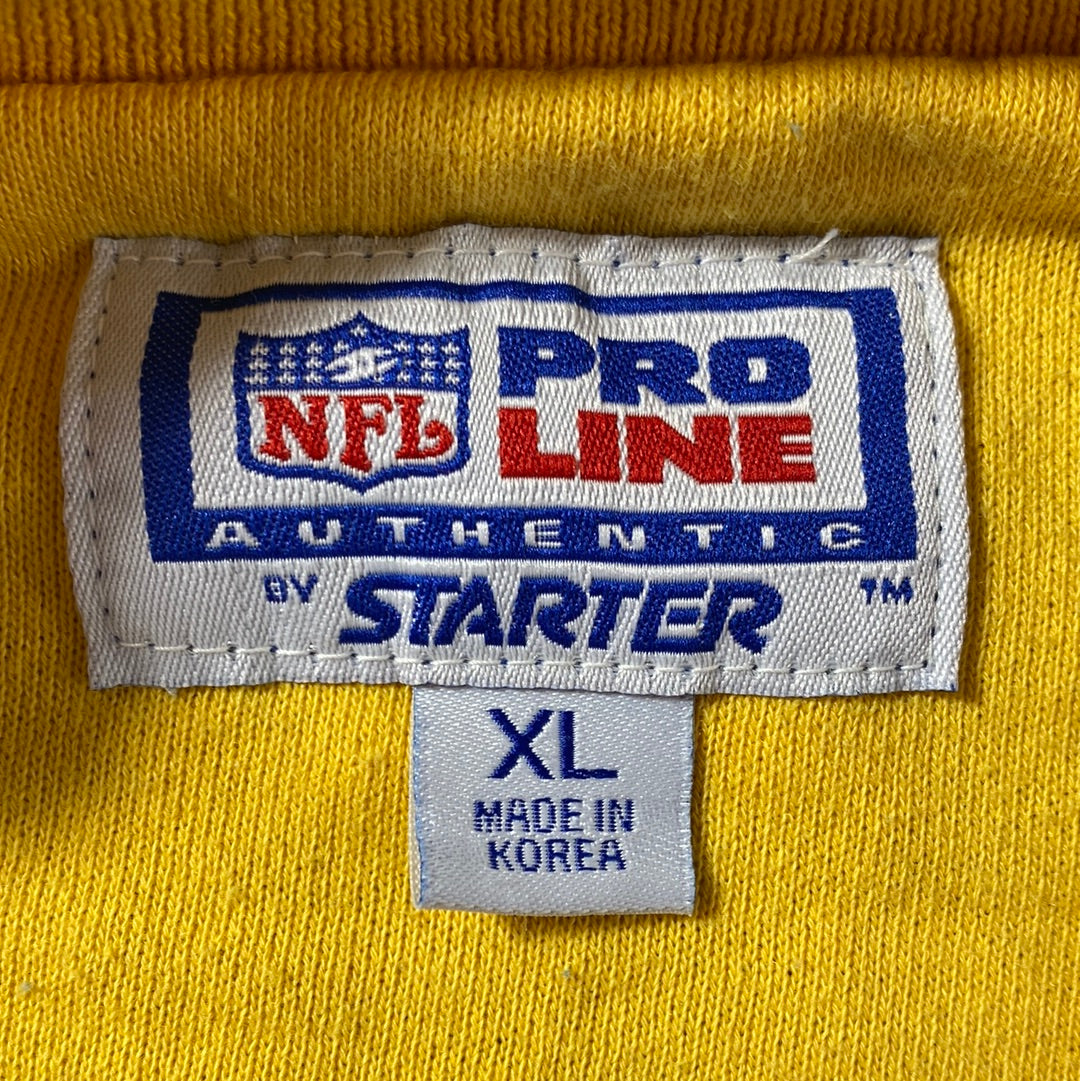 NFL PRO
LINE
AUTHENTIC
BY STARTER TM
XL
MADE IN
KOREA